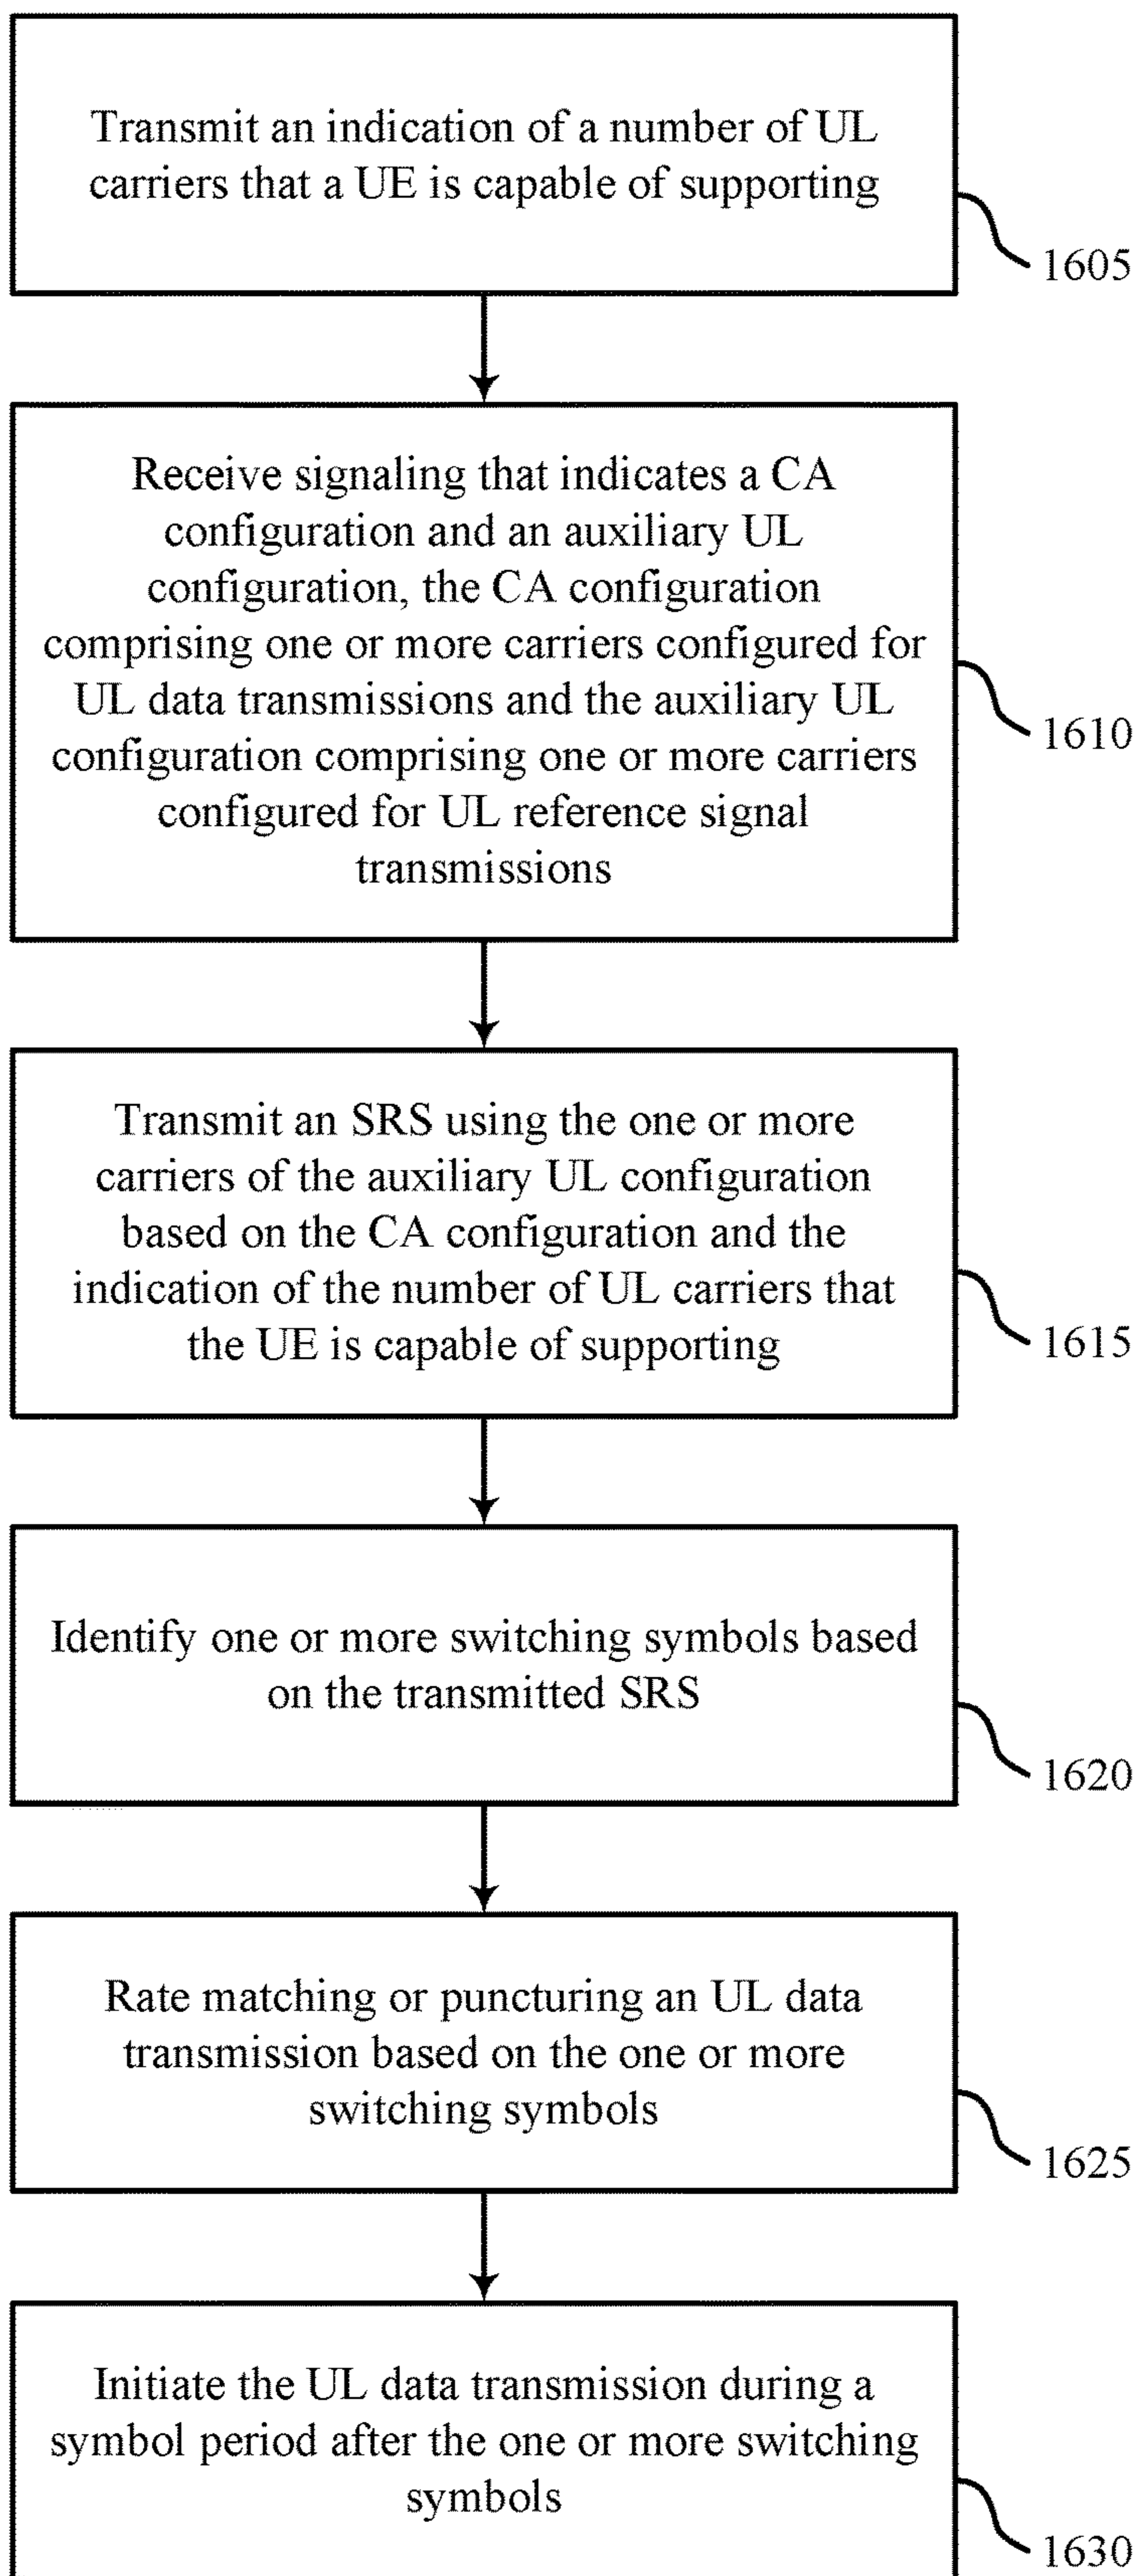 Transmit an indication of a number of UL
carriers that a UE is capable of supporting
1605
Receive signaling that indicates a CA
configuration and an auxiliary UL
configuration, the CA configuration
comprising one or more carriers configured for
UL data transmissions and the auxiliary UL
configuration comprising one or more carriers
configured for UL reference signal
transmissions
1610
Transmit an SRS using the one or more
carriers of the auxiliary UL configuration
based on the CA configuration and the
indication of the number of UL carriers that
the UE is capable of supporting
1615
Identify one or more switching symbols based
on the transmitted SRS
1620
Rate matching or puncturing an UL data
transmission based on the one or more
switching symbols
1625
Initiate the UL data transmission during a
symbol period after the one or more switching
symbols
1630